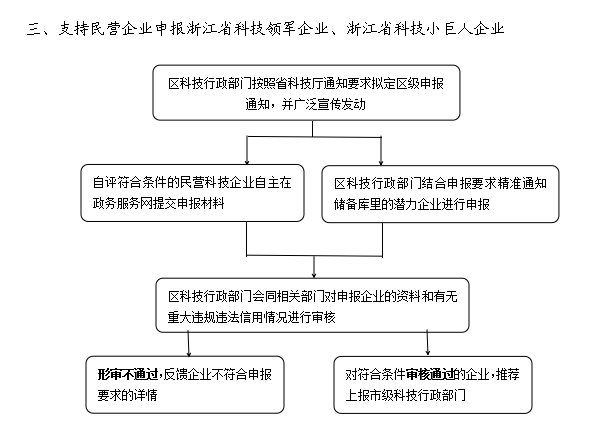 三、支持民营企业申报浙江省科技领军企业、浙江省科技小巨人企业
区科技行政部门按照省科技厅通知要求拟定区级申报
通知，并广泛宣传发动
自评符合条件的民营科技企业自主在
政务服务网提交申报材料
区科技行政部门结合申报要求精准通知
储备库里的潜力企业进行申报
区科技行政部门会同相关部门对申报企业的资料和有无
重大违规违法信用情况进行审核
形审不通过，反馈企业不符合申报
要求的详情
对符合条件审核通过的企业，推荐
上报市级科技行政部门